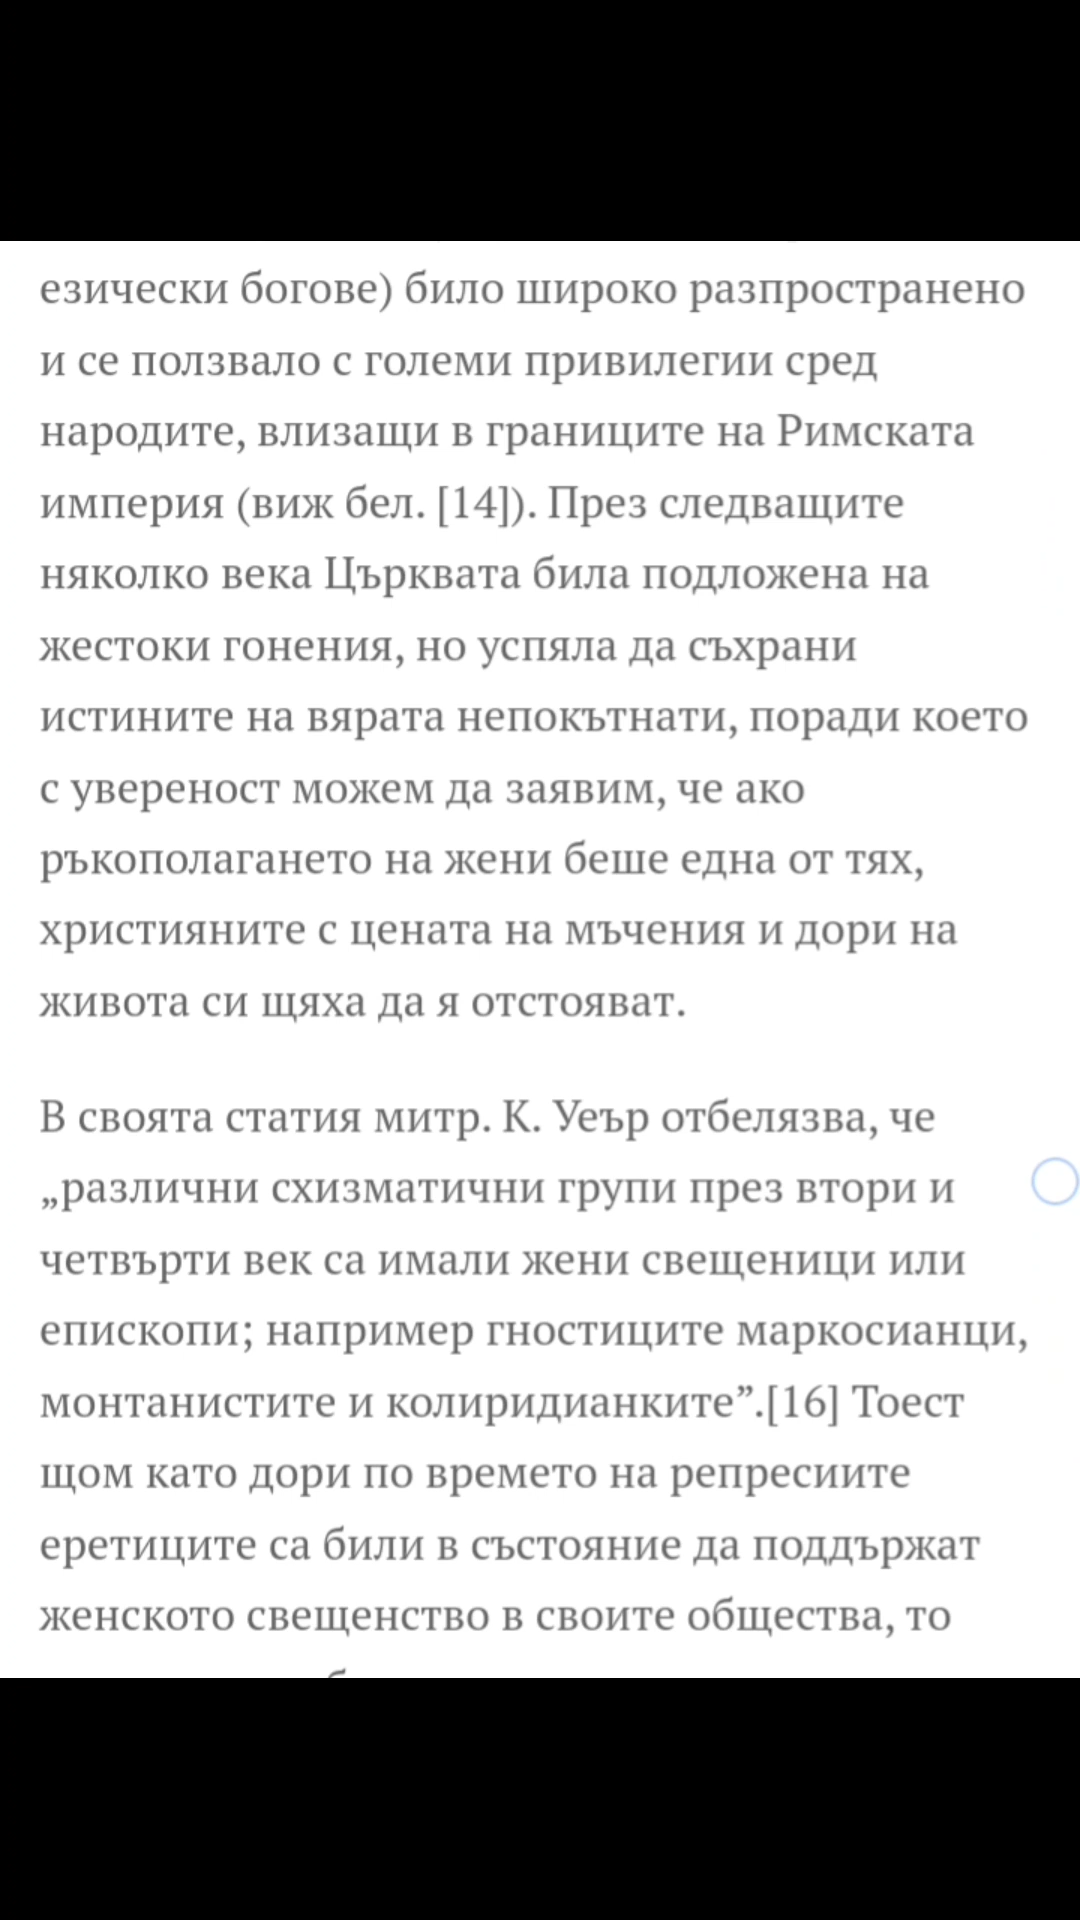 езически богове) било широко разпространено
и се ползвало с големи привилегии сред
народите, влизащи в границите на Римската
империя (виж бел. [14]). През следващите
няколко века Църквата била подложена на
жестоки гонения, но успяла да съхрани
истините на вярата непокътнати, поради което
с увереност можем да заявим, че ако
ръкополагането на жени беше една от тях,
християните с цената на мъчения и дори на
живота си щяха да я отстояват.
В своята статия митр. К. Уеър отбелязва, че
„различни схизматични групи през втори и
четвърти век са имали жени свещеници или
епископи; например гностиците маркосианци,
монтанистите и колиридианките”.[16] Тоест
щом като дори по времето на репресиите
еретиците са били в състояние да поддържат
женското свещенство в своите общества, то